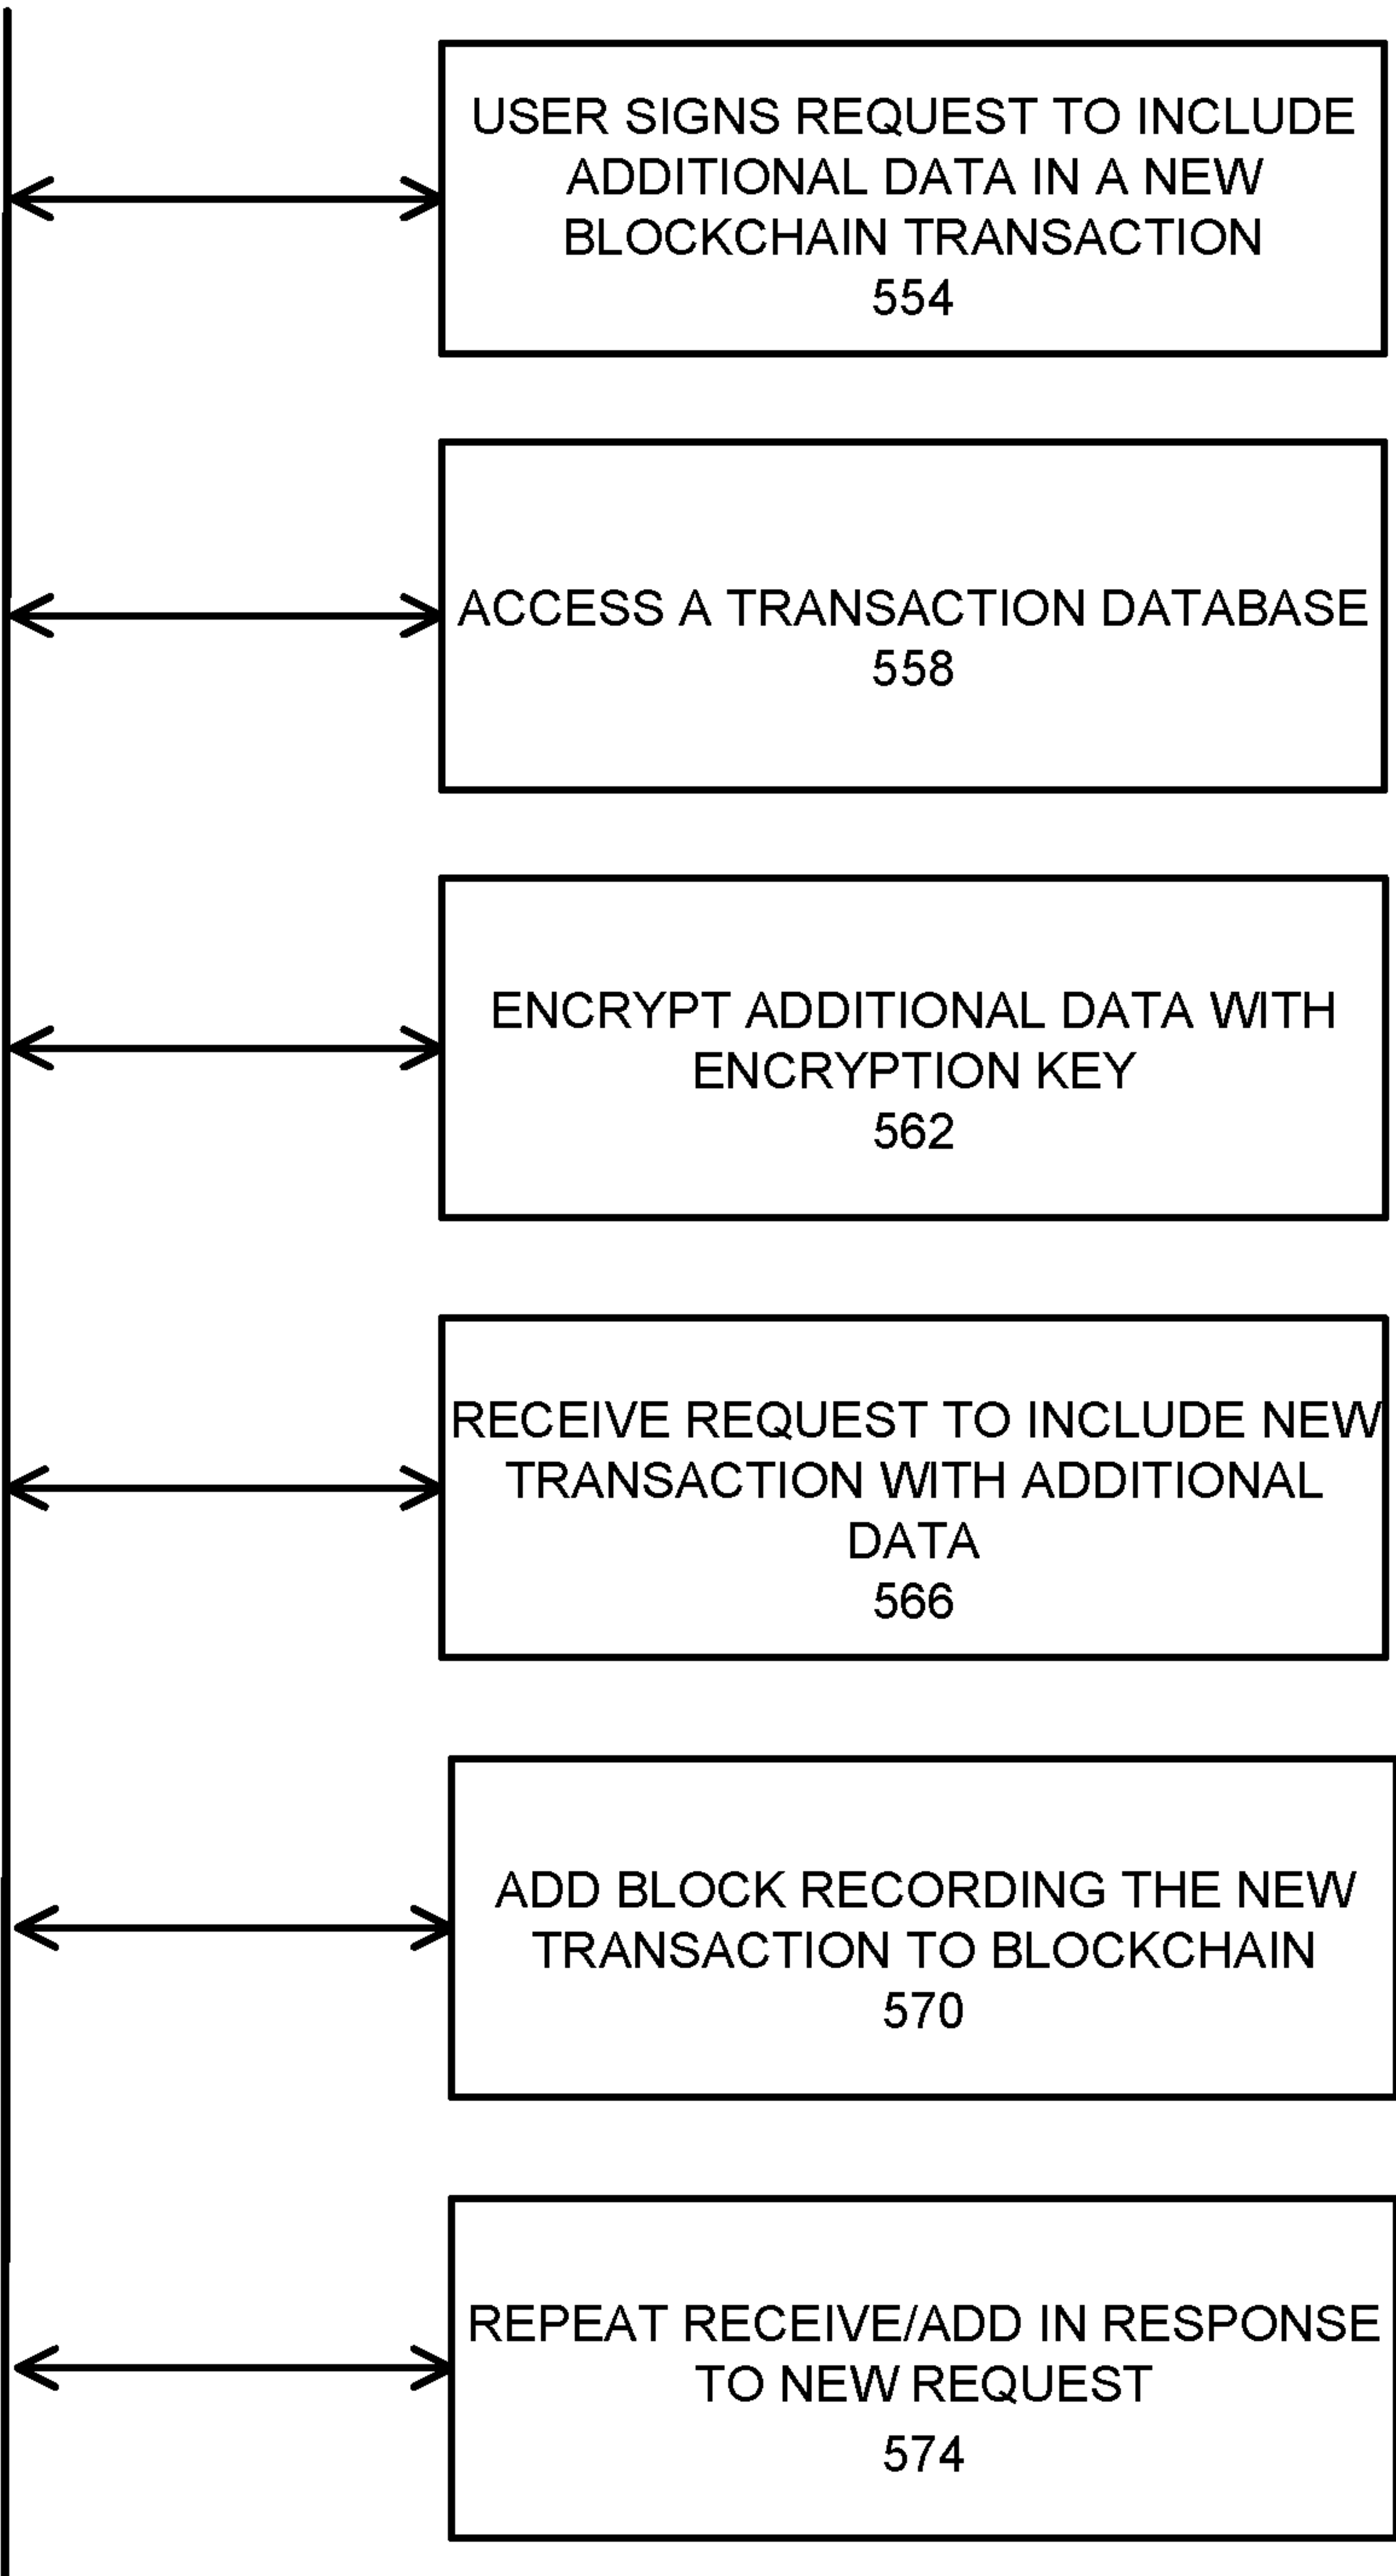 USER SIGNS REQUEST TO INCLUDE
ADDITIONAL DATA IN A NEW
BLOCKCHAIN TRANSACTION
554
ACCESS A TRANSACTION DATABASE
558
ENCRYPT ADDITIONAL DATA WITH
ENCRYPTION KEY
562
RECEIVE REQUEST TO INCLUDE NEW
TRANSACTION WITH ADDITIONAL
DATA
566
ADD BLOCK RECORDING THE NEW
TRANSACTION TO BLOCKCHAIN
570
REPEAT RECEIVE/ADD IN RESPONSE
TO NEW REQUEST
574